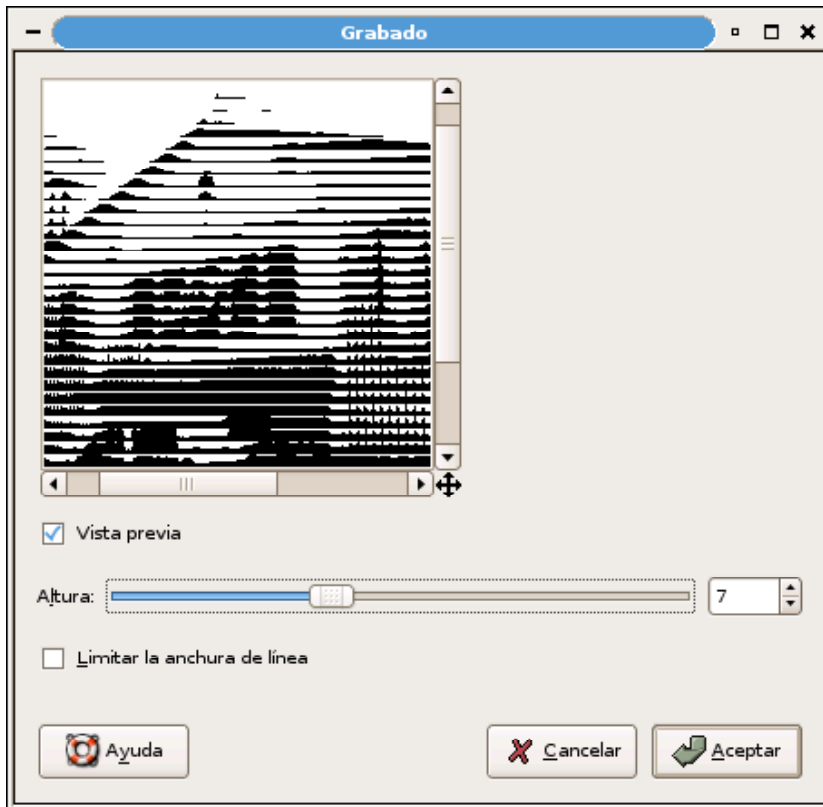 Grabado
Vista previa
Altura: 7
Limitar la anchura de línea
Ayuda Cancelar Aceptar